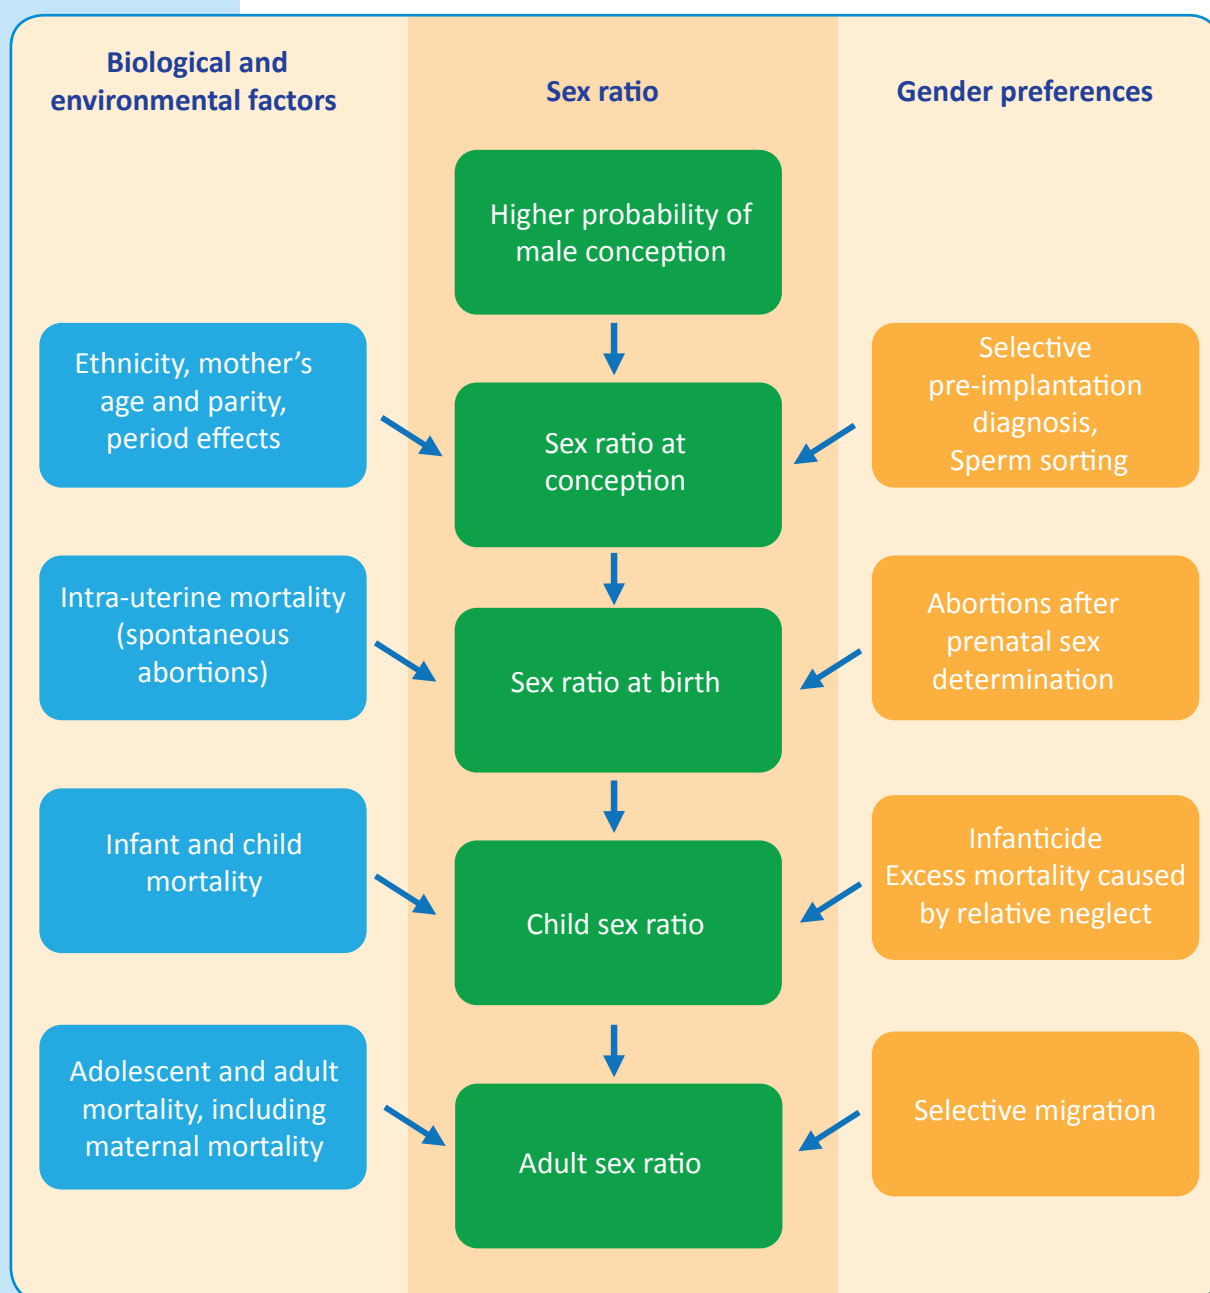 Biological and
environmental factors
Sex ratio
Gender preferences
Higher probability of
male conception
Ethnicity, mother’s
age and parity,
period effects
Sex ratio at
conception
Selective
pre-implantation
diagnosis,
Sperm sorting
Intra-uterine mortality
(spontaneous
abortions)
Sex ratio at birth
Abortions after
prenatal sex
determination
Infant and child
mortality
Child sex ratio
Infanticide
Excess mortality caused
by relative neglect
Adolescent and adult
mortality, including
maternal mortality
Adult sex ratio
Selective migration